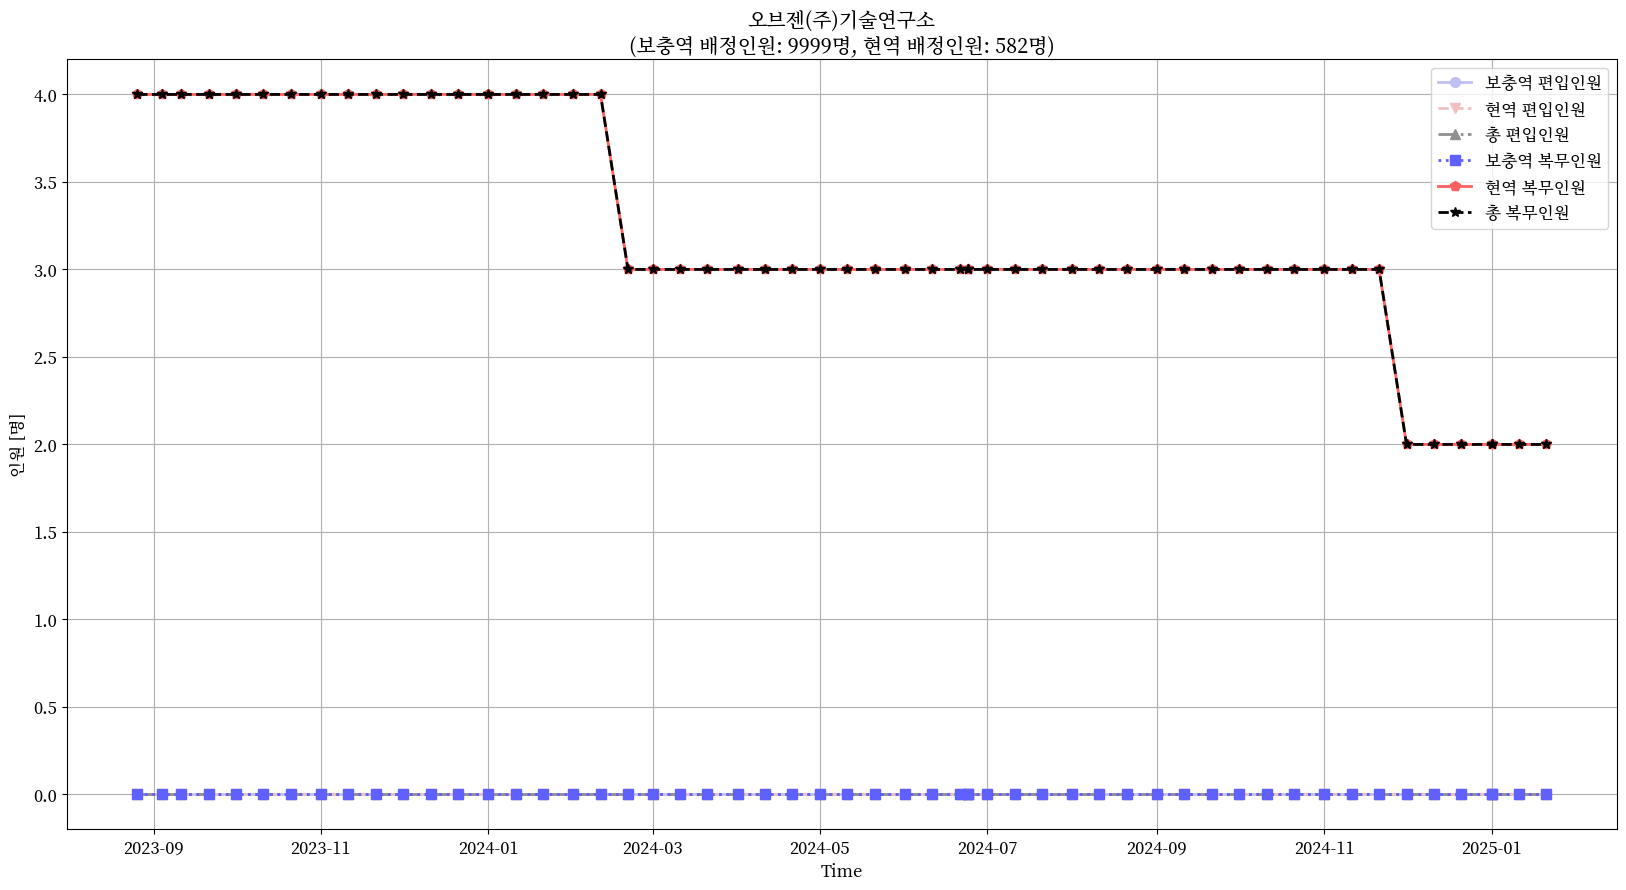 오브젠(주)기술연구소
(보충역 배정인원: 9999명, 현역 배정인원: 582명)
보충역 편입인원
현역 편입인원
총 편입인원
보충역 복무인원
현역 복무인원
총 복무인원
인원 [명]
4.0
3.5
3.0
2.5
2.0
1.5
1.0
0.5
0.0
2023-09 2023-11 2024-01 2024-03 2024-05 2024-07 2024-09 2024-11 2025-01
Time